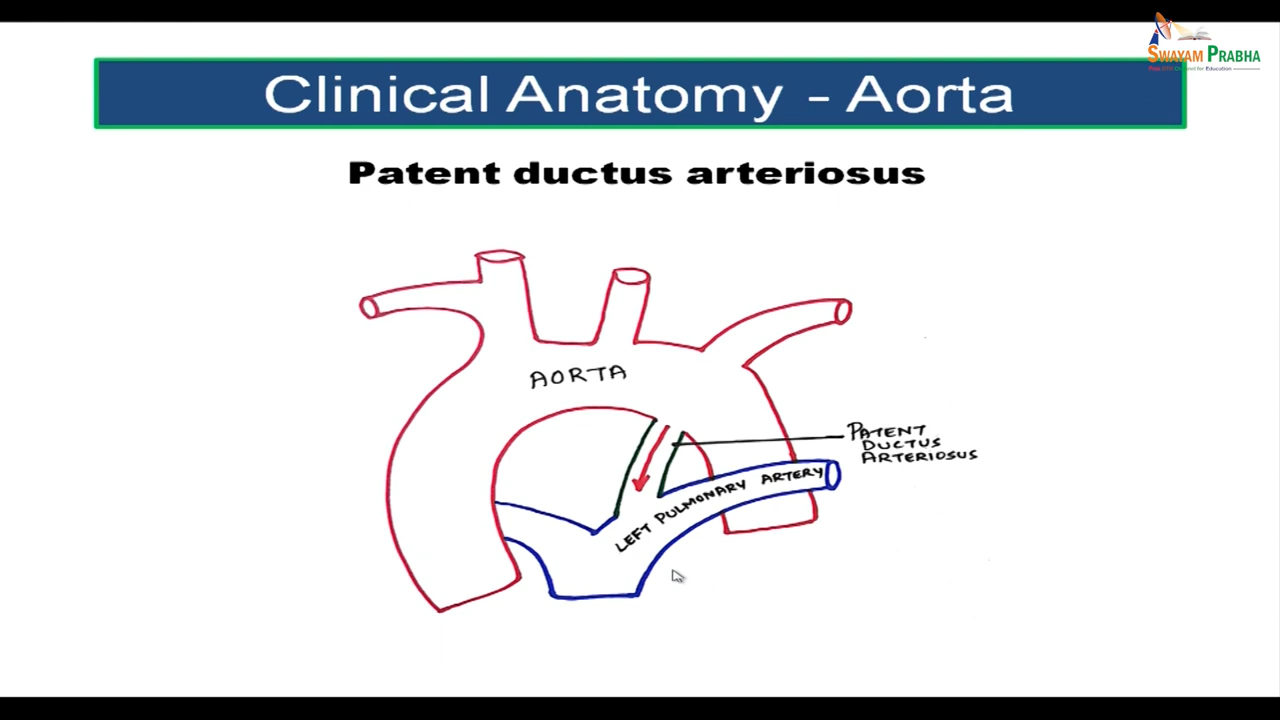 SWAYAM PRABHA
Clinical Anatomy - Aorta
Patent ductus arteriosus
AORTA
PATENT
DUCTUS
ARTERIOSUS
LEFT PULMONARY ARTERY